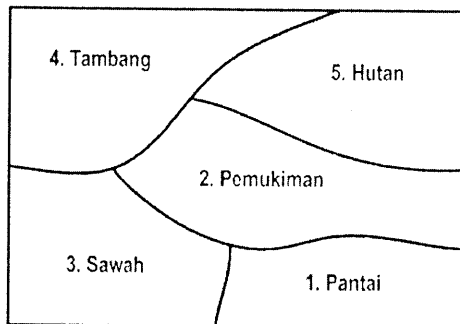 4. Tambang
5. Hutan
2. Pemukiman
3. Sawah
1. Pantai